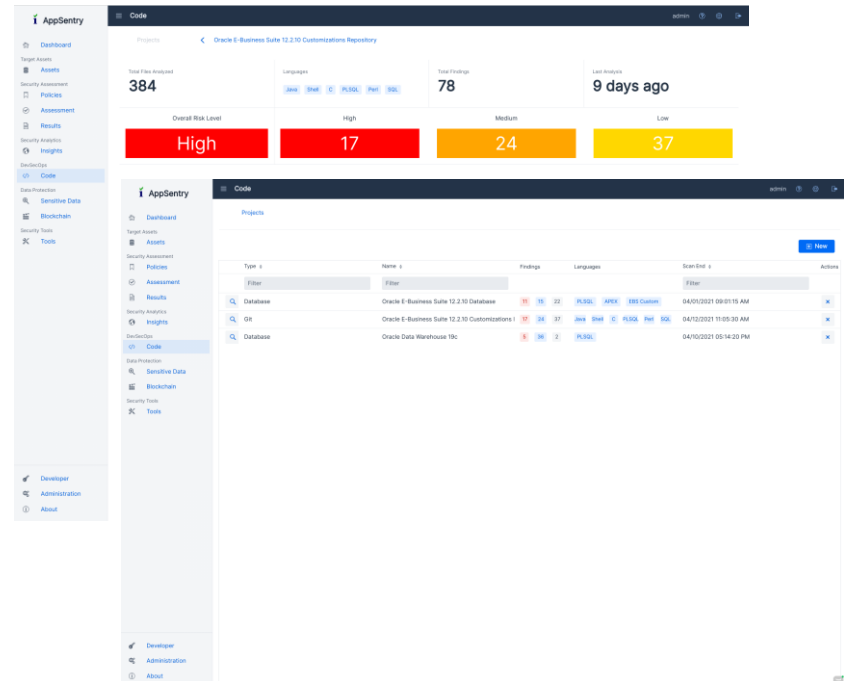 AppSentry
Code
admin
Dashboard
Target Assets
Assets
Security Assessment
Policies
Assessment
Results
Security Analytics
Insights
DevSecOps
Code
Data Protection
Sensitive Data
Blockchain
Security Tools
Tools
Developer
Administration
About
Projects
Oracle E-Business Suite 12.2.10 Customizations Repository
Total Files Analyzed
384
Languages
Java Shell C PLSQL Perl SQL
Total Findings
78
Last Analysis
9 days ago
Overall Risk Level High Medium Low
High 17 24 37
AppSentry
Code
admin
Dashboard
Target Assets
Assets
Security Assessment
Policies
Assessment
Results
Security Analytics
Insights
DevSecOps
Code
Data Protection
Sensitive Data
Blockchain
Security Tools
Tools
Developer
Administration
About
Projects
New
Type Name Findings Languages Scan End Actions
Filter Filter Filter
Database Oracle E-Business Suite 12.2.10 Database 11 15 22 PLSQL APEX EBS Custom 04/01/2021 09:01:15 AM
Git Oracle E-Business Suite 12.2.10 Customizations 17 24 37 Java Shell C PLSQL Perl SQL 04/12/2021 11:05:30 AM
Database Oracle Data Warehouse 19c 5 36 2 PLSQL 04/10/2021 05:14:20 PM